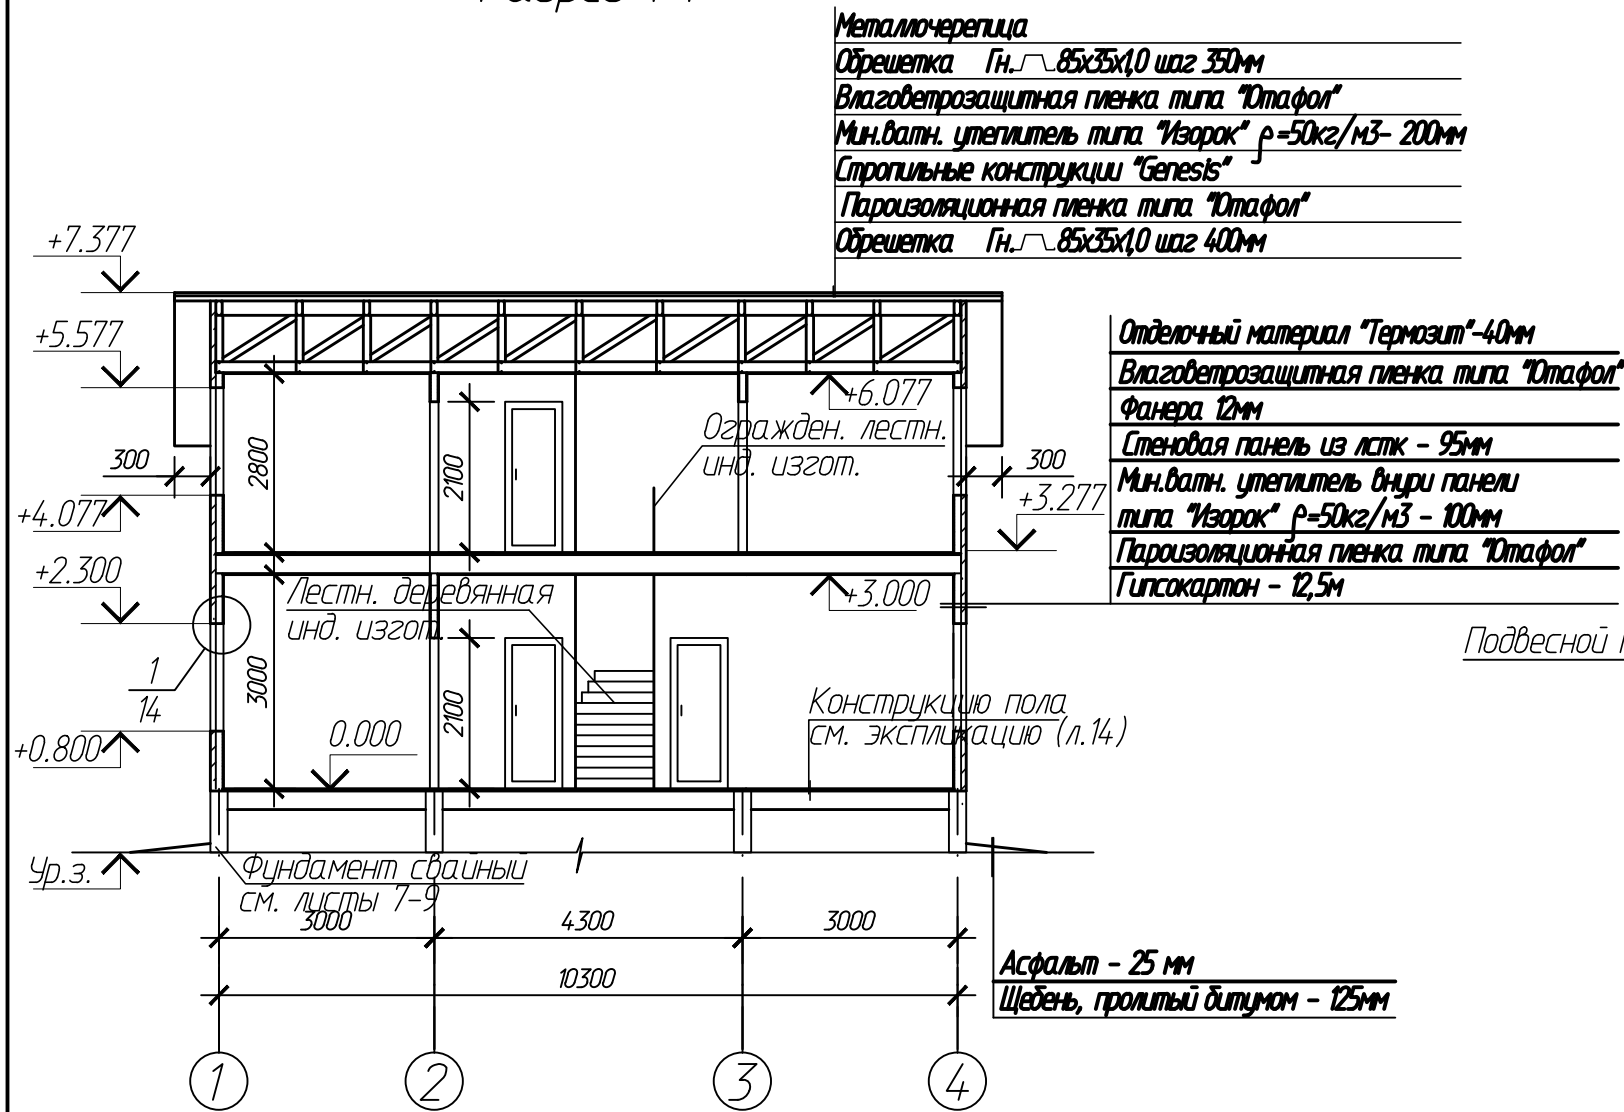 Разрез 1-1
Металлочерепица
Обрешетка Гн. 85х35х1,0 шаг 350мм
Влаговетрозащитная пленка типа "Ютафол"
Мин.ватн. утеплитель типа "Изорок" ρ=50кг/м3- 200мм
Стропильные конструкции "Genesis"
Пароизоляционная пленка типа "Ютафол"
Обрешетка Гн. 85х35х1,0 шаг 400мм
+7.377
+5.577
300
+4.077
+2.300
1
14
+0.800
Ур.з.
2800
2100
3000
2100
+6.077
Огражден. лестн.
инд. изгот.
300
+3.277
Лестн. деревянная
инд. изгот.
+3.000
0.000
Конструкцию пола
см. экспликацию (л.14)
Отделочный материал "Термозит"-40мм
Влаговетрозащитная пленка типа "Ютафол"
Фанера 12мм
Стеновая панель из лстк - 95мм
Мин.ватн. утеплитель внури панели
типа "Изорок" ρ=50кг/м3 - 100мм
Пароизоляционная пленка типа "Ютафол"
Гипсокартон - 12,5м
Подвесной
Фундамент свайный
см. листы 7-9
3000
4300
3000
10300
Асфальт - 25 мм
Щебень, пролитый битумом - 125мм
1
2
3
4